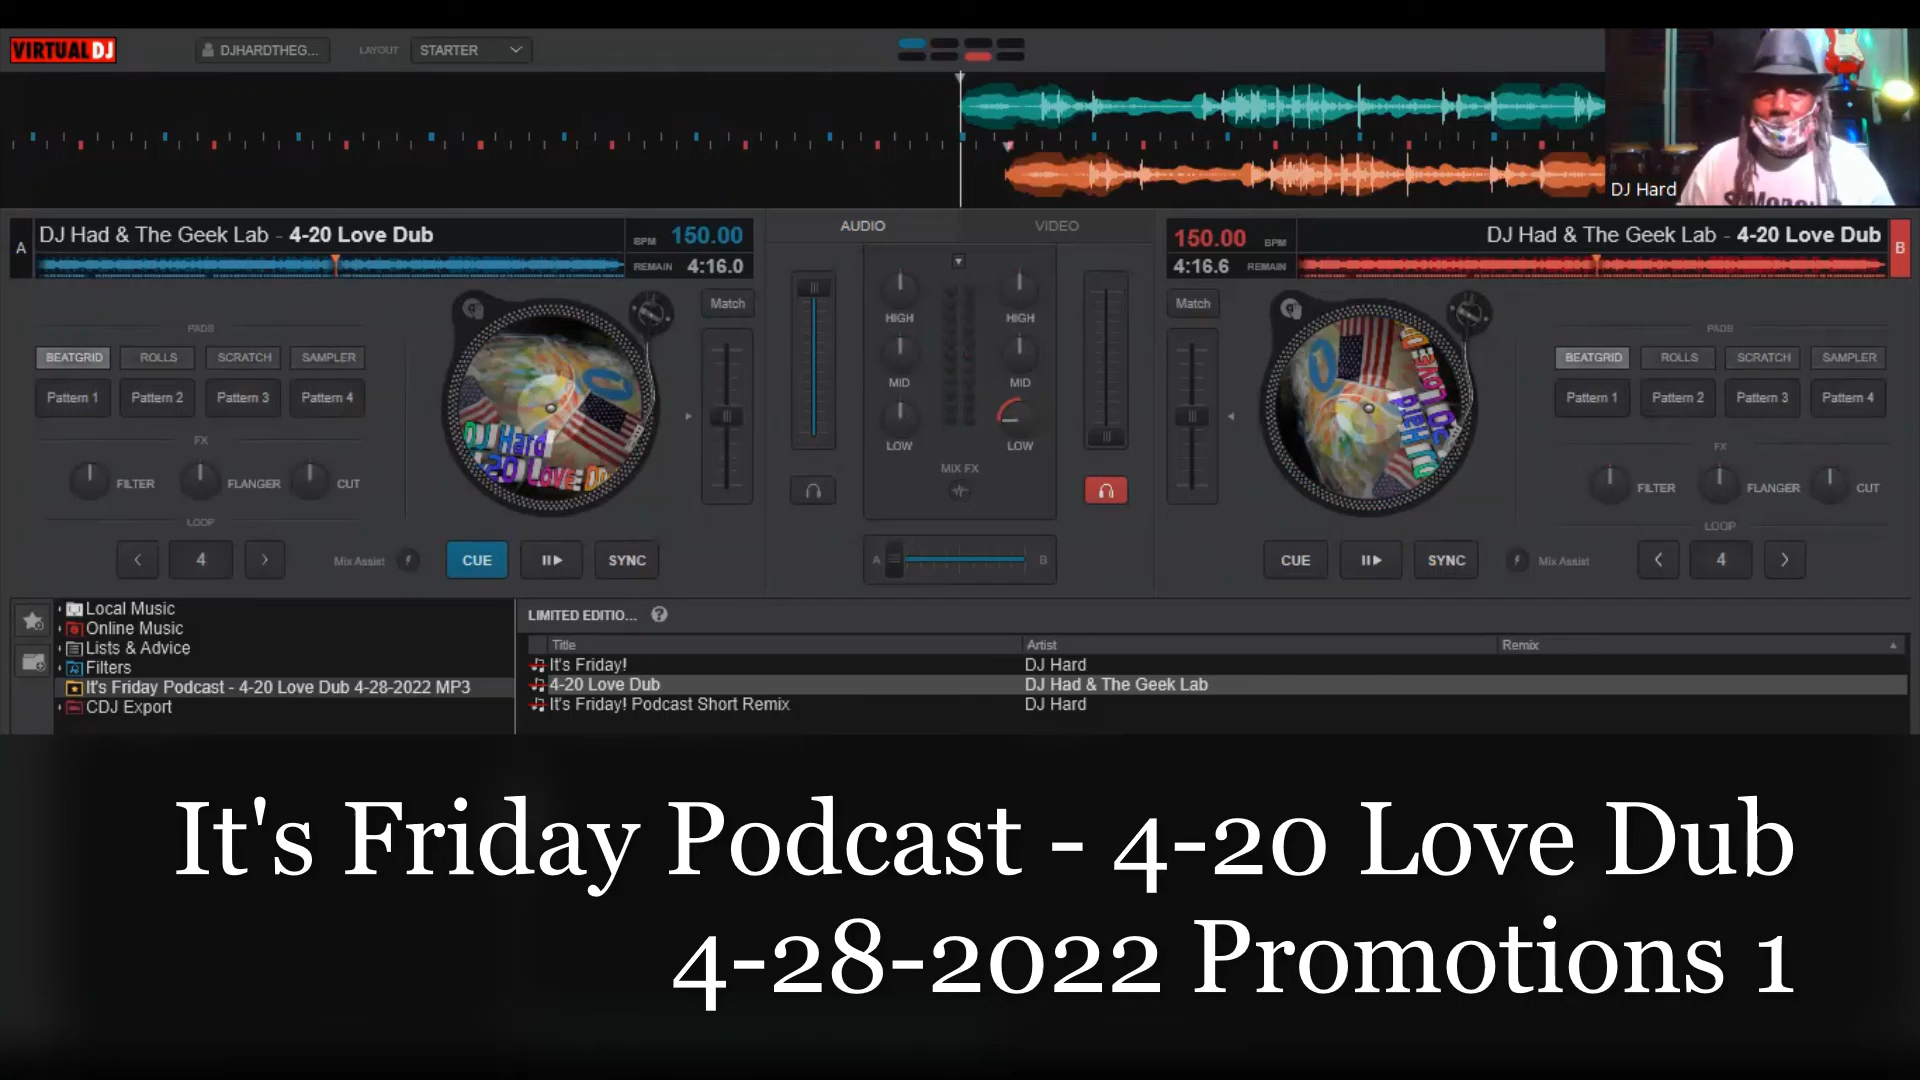 VIRTUAL DJ
DJHARDTHEG...
LAYOUT
STARTER
DJ Hard
A
DJ Had & The Geek Lab - 4-20 Love Dub
BPM 150.00
REMAIN 4:16.0
AUDIO
VIDEO
150.00 BPM
4:16.6 REMAIN
DJ Had & The Geek Lab - 4-20 Love Dub
B
Match
PADS
BEATGRID ROLLS SCRATCH SAMPLER
Pattern 1 Pattern 2 Pattern 3 Pattern 4
FX
FILTER FLANGER CUT
LOOP
4
Mix Assist
CUE
SYNC
DJ Hard
HIGH HIGH
MID MID
LOW LOW
MIX FX
A B
Match
PADS
BEATGRID ROLLS SCRATCH SAMPLER
Pattern 1 Pattern 2 Pattern 3 Pattern 4
FX
FILTER FLANGER CUT
LOOP
CUE
SYNC
Mix Assist
4
Local Music
Online Music
Lists & Advice
Filters
It's Friday Podcast - 4-20 Love Dub 4-28-2022 MP3
CDJ Export
LIMITED EDITIO... ?
Title Artist Remix
It's Friday! DJ Hard
4-20 Love Dub DJ Had & The Geek Lab
It's Friday! Podcast Short Remix DJ Hard
It's Friday Podcast - 4-20 Love Dub
4-28-2022 Promotions 1